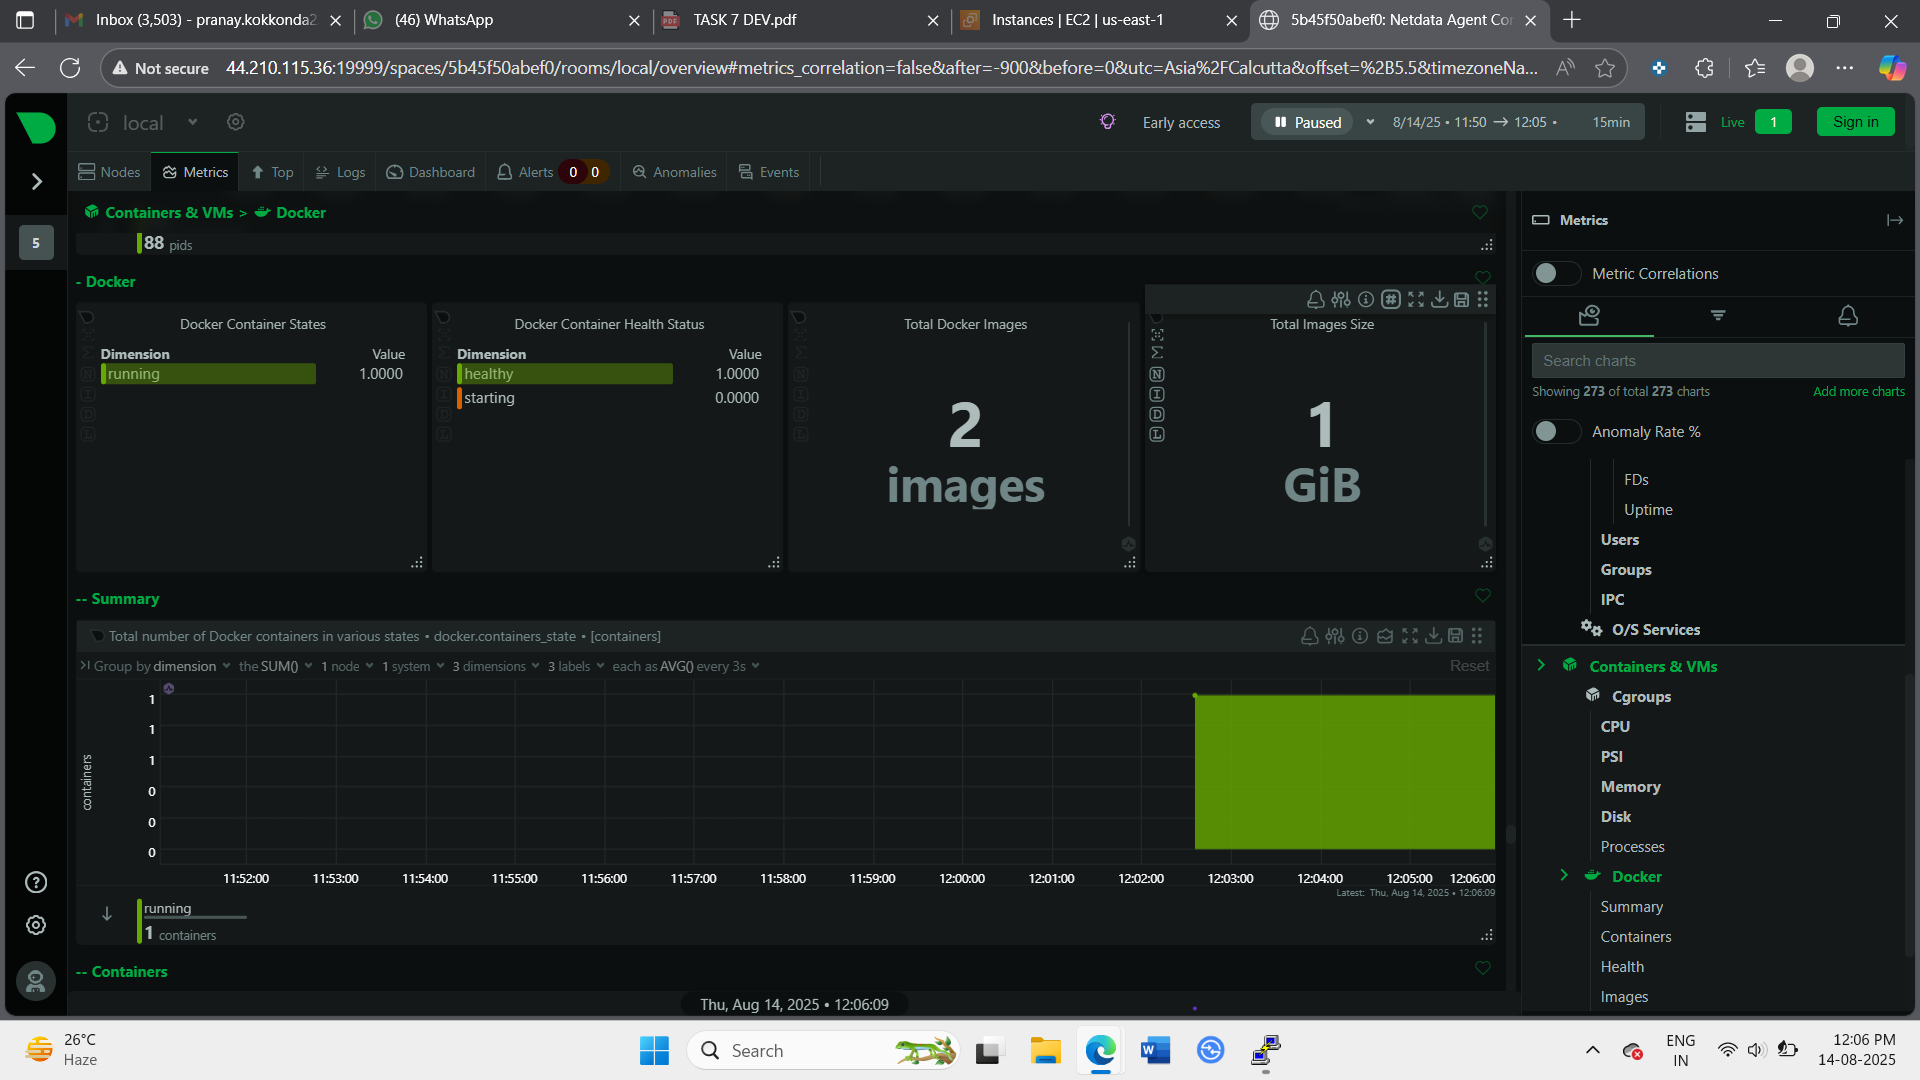 Inbox (3,503) - pranay.kokkonda2
(46) WhatsApp
TASK 7 DEV.pdf
Instances | EC2 | us-east-1
5b45f50abef0: Netdata Agent Co
Not secure
44.210.115.36:19999/spaces/5b45f50abef0/rooms/local/overview#metrics_correlation=false&after=-900&before=0&utc=Asia%2FCalcutta&offset=%2B5.5&timezoneNa...
local
Early access
Paused
8/14/25 • 11:50 → 12:05 •
15min
Live
1
Sign in
Nodes
Metrics
Top
Logs
Dashboard
Alerts 0 0
Anomalies
Events
5
Containers & VMs > Docker
88 pids
- Docker
Docker Container States
Dimension Value
running 1.0000
Docker Container Health Status
Dimension Value
healthy 1.0000
starting 0.0000
Total Docker Images
2
images
Total Images Size
1
GiB
-- Summary
Total number of Docker containers in various states • docker.containers_state • [containers]
Group by dimension the SUM() 1 node 1 system 3 dimensions 3 labels each as AVG() every 3s
Reset
containers
1
1
1
0
0
0
11:52:00 11:53:00 11:54:00 11:55:00 11:56:00 11:57:00 11:58:00 11:59:00 12:00:00 12:01:00 12:02:00 12:03:00 12:04:00 12:05:00 12:06:00
Latest: Thu, Aug 14, 2025 • 12:06:09
running
1 containers
-- Containers
Thu, Aug 14, 2025 • 12:06:09
Metrics
Metric Correlations
Search charts
Showing 273 of total 273 charts
Add more charts
Anomaly Rate %
FDs
Uptime
Users
Groups
IPC
O/S Services
Containers & VMs
Cgroups
CPU
PSI
Memory
Disk
Processes
Docker
Summary
Containers
Health
Images
26°C
Haze
Search
ENG
IN
12:06 PM
14-08-2025